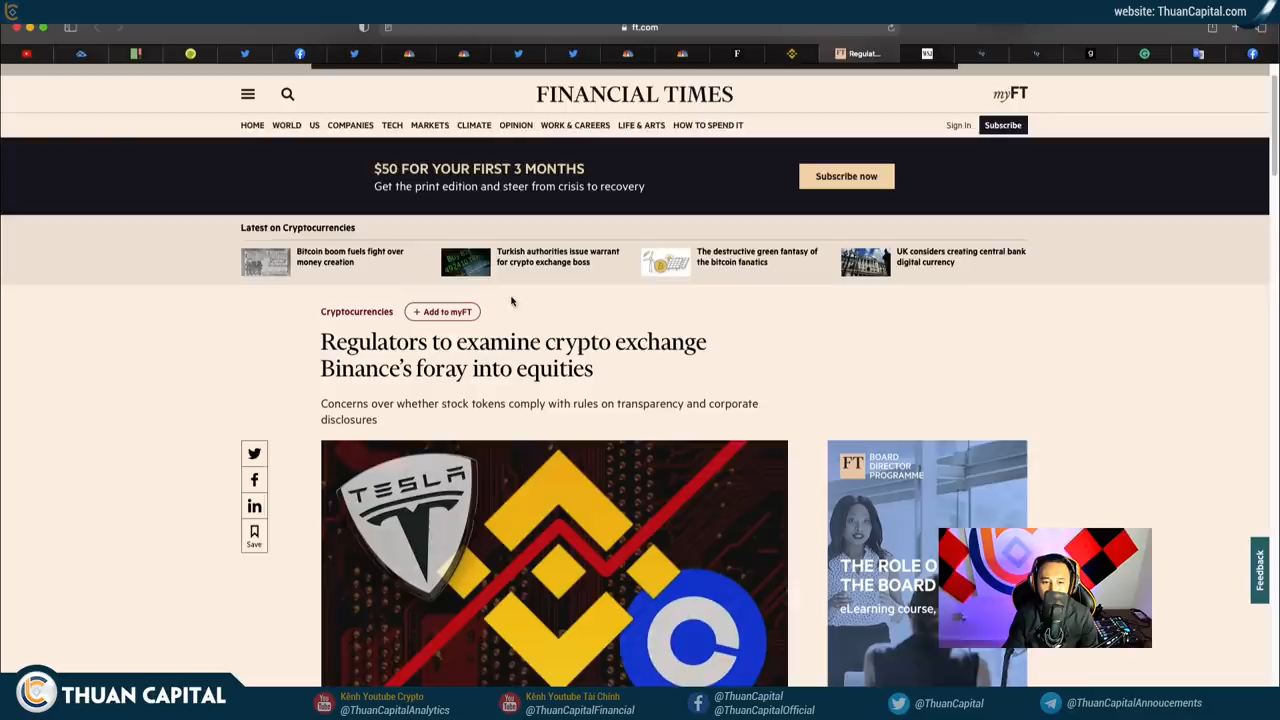 website: ThuanCapital.com
ft.com
Regulat...
FINANCIAL TIMES
myFT
HOME WORLD US COMPANIES TECH MARKETS CLIMATE OPINION WORK & CAREERS LIFE & ARTS HOW TO SPEND IT
Sign In Subscribe
$50 FOR YOUR FIRST 3 MONTHS
Get the print edition and steer from crisis to recovery
Subscribe now
Latest on Cryptocurrencies
Bitcoin boom fuels fight over
money creation
Turkish authorities issue warrant
for crypto exchange boss
The destructive green fantasy of
the bitcoin fanatics
UK considers creating central bank
digital currency
Cryptocurrencies
+ Add to myFT
Regulators to examine crypto exchange
Binance’s foray into equities
Concerns over whether stock tokens comply with rules on transparency and corporate
disclosures
Save
TESLA
FT BOARD
DIRECTOR
PROGRAMME
THE ROLE O
THE BOARD
eLearning course,
Feedback
THUAN CAPITAL
Kênh Youtube Crypto
@ThuanCapitalAnalytics
Kênh Youtube Tài Chính
@ThuanCapitalFinancial
@ThuanCapital
@ThuanCapitalOfficial
@ThuanCapital
@ThuanCapitalAnnoucements